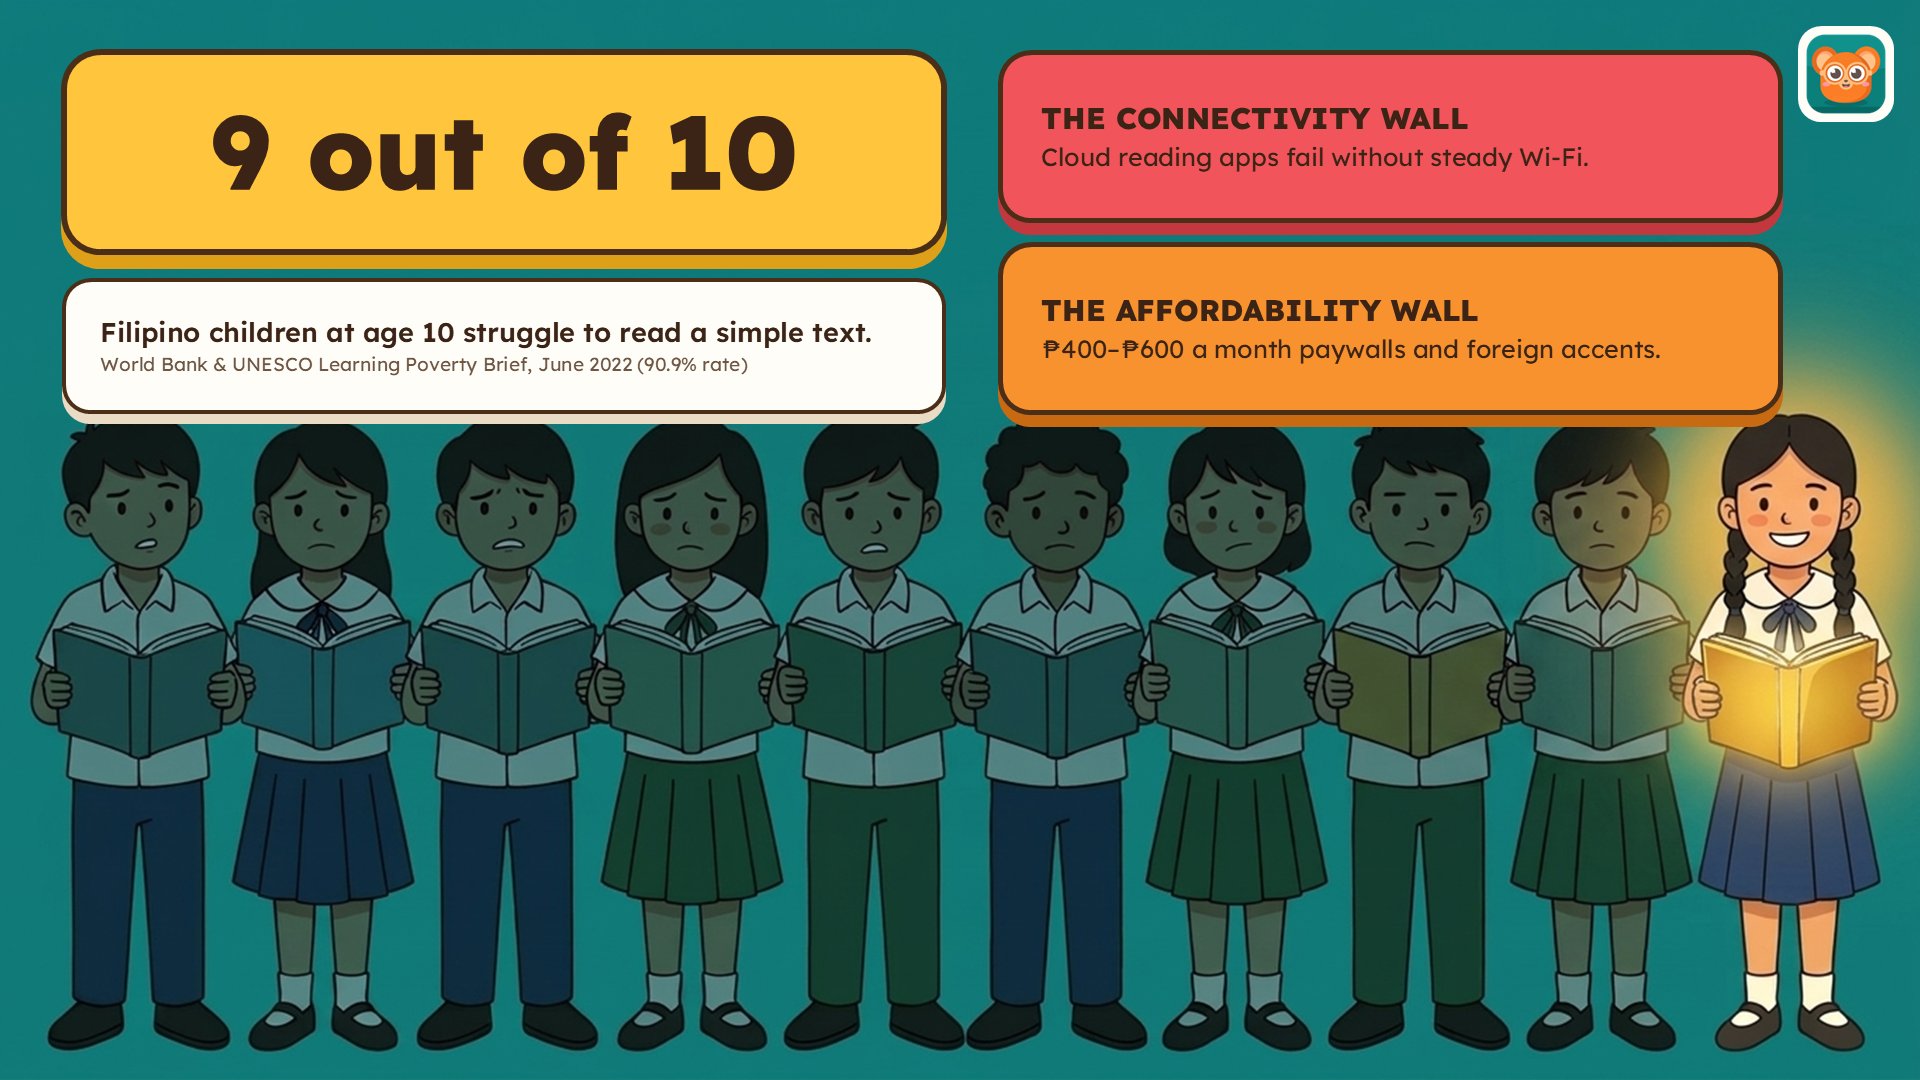 9 out of 10
Filipino children at age 10 struggle to read a simple text.
World Bank & UNESCO Learning Poverty Brief, June 2022 (90.9% rate)
THE CONNECTIVITY WALL
Cloud reading apps fail without steady Wi-Fi.
THE AFFORDABILITY WALL
₱400–₱600 a month paywalls and foreign accents.